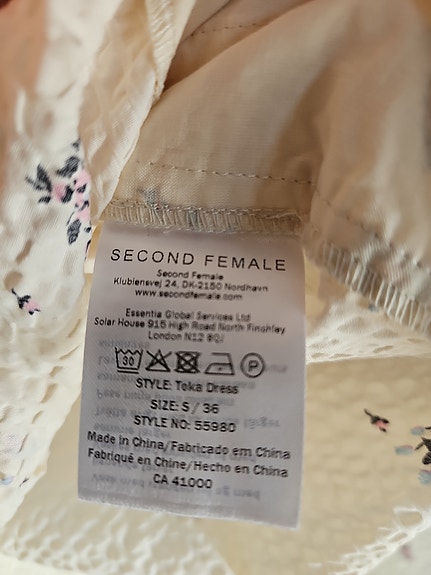 SECOND FEMALE
Second Female
Klubiensvej 24, DK-2150 Nordhavn
www.secondfemale.com
Essentia Global Services Ltd
Solar House 915 High Road North Finchley
London N12 8QJ
30 P
STYLE: Teka Dress
SIZE: S / 36
STYLE NO: 55980
Made in China/Fabricado em China
Fabriqué en Chine/Hecho en China
CA 41000